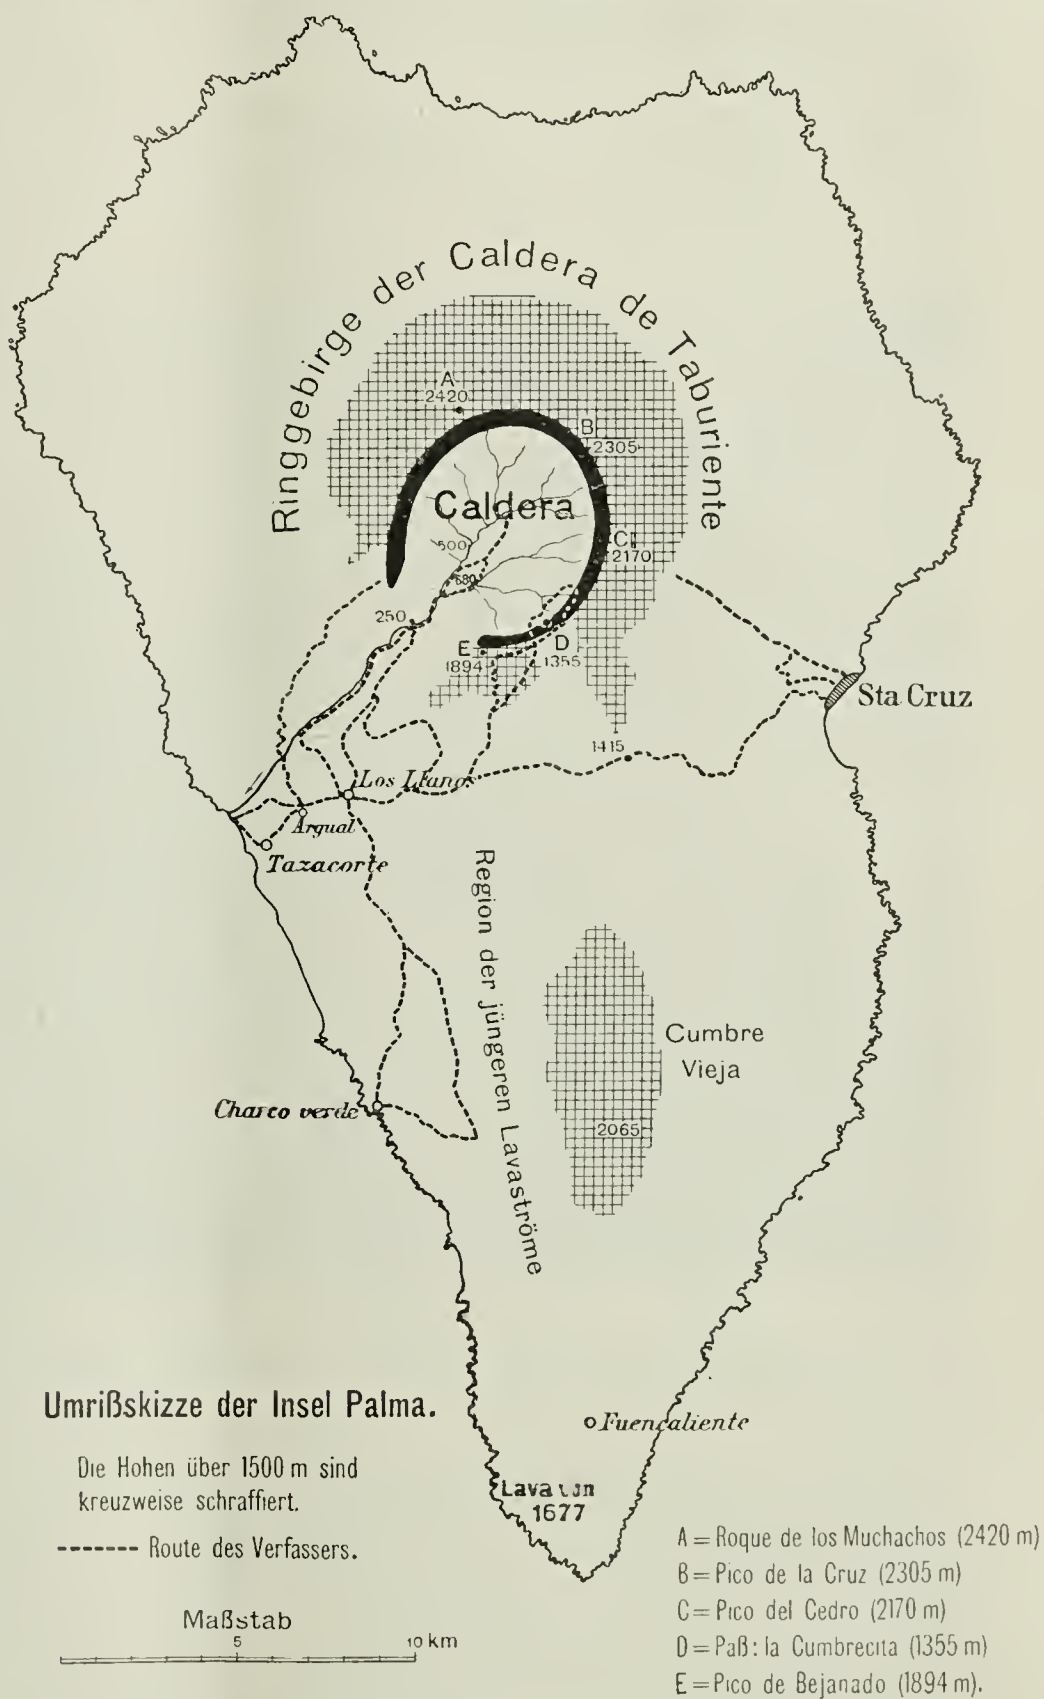 Ringgebirge der Caldera de Taburiente
A
2420
B
2305
Caldera
500
C
2170
680
250
E
1894
D
1355
Sta Cruz
1415
Los Llanos
Argual
Tazacorte
Region der jüngeren Lavaströme
Cumbre
Vieja
Charco verde
2065
Umrißskizze der Insel Palma.
Fuencaliente
Die Hohen über 1500 m sind
kreuzweise schraffiert.
Lava von
1677
Route des Verfassers.
A = Roque de los Muchachos (2420 m)
B = Pico de la Cruz (2305 m)
C = Pico del Cedro (2170 m)
D = Paß: la Cumbrecita (1355 m)
E = Pico de Bejanado (1894 m).
Maßstab
5 10 km